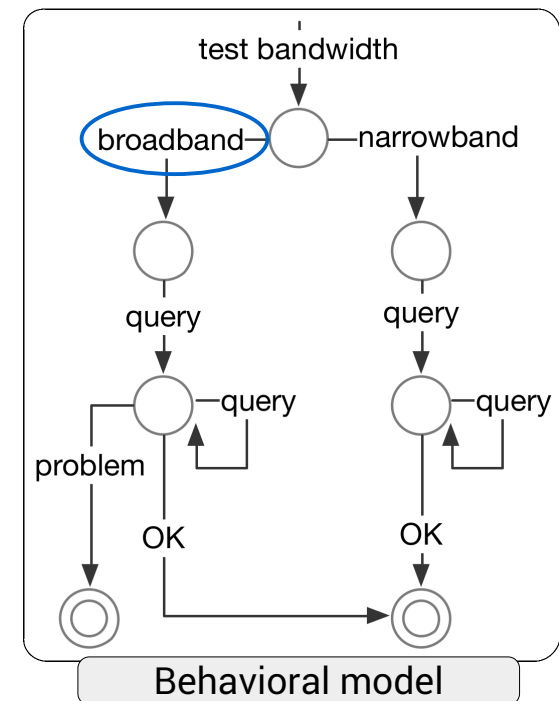 test bandwidth
broadband
narrowband
query
query
query
query
problem
OK
OK
Behavioral model